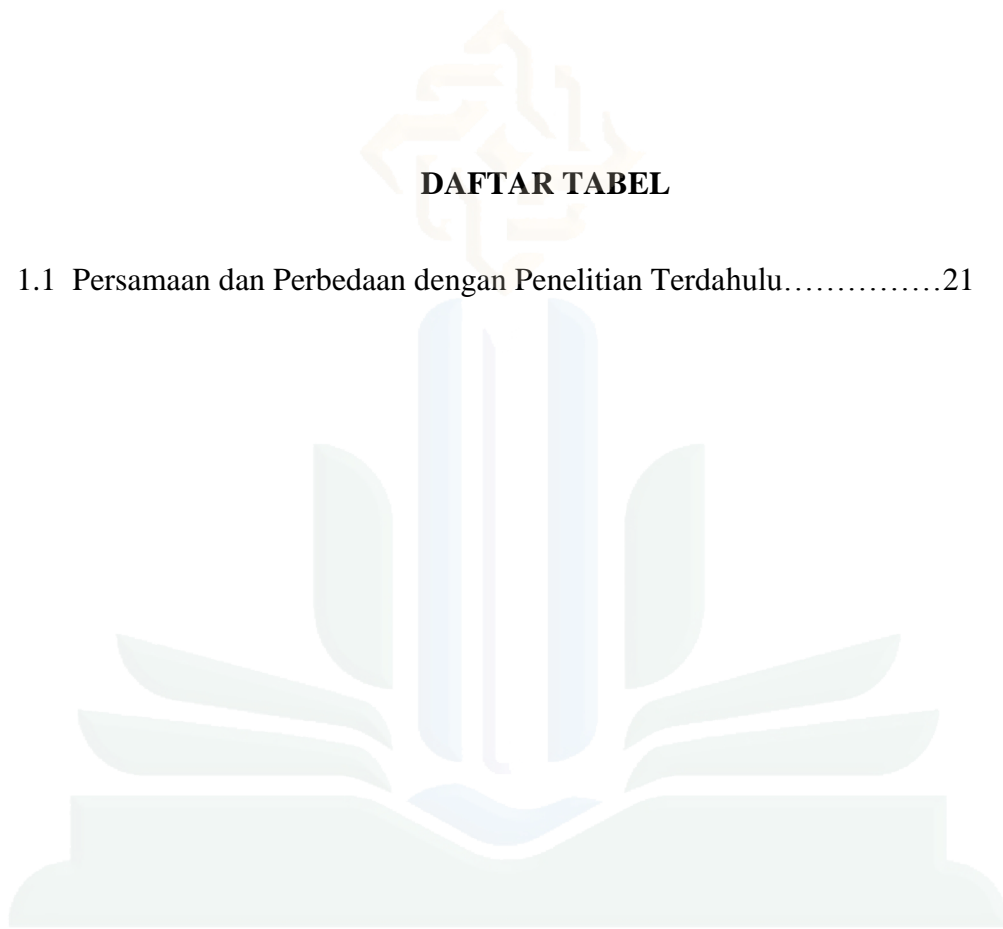 DAFTAR TABEL
1.1 Persamaan dan Perbedaan dengan Penelitian Terdahulu……………21